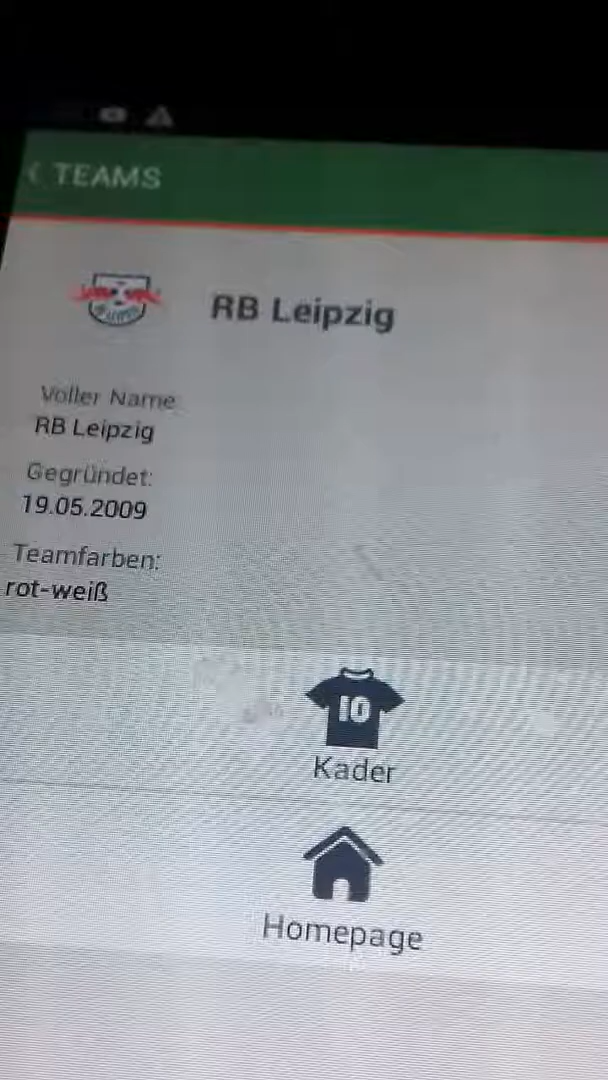 TEAMS
RB Leipzig
Voller Name
RB Leipzig
Gegründet:
19.05.2009
Teamfarben:
rot-weiß
10
Kader
Homepage